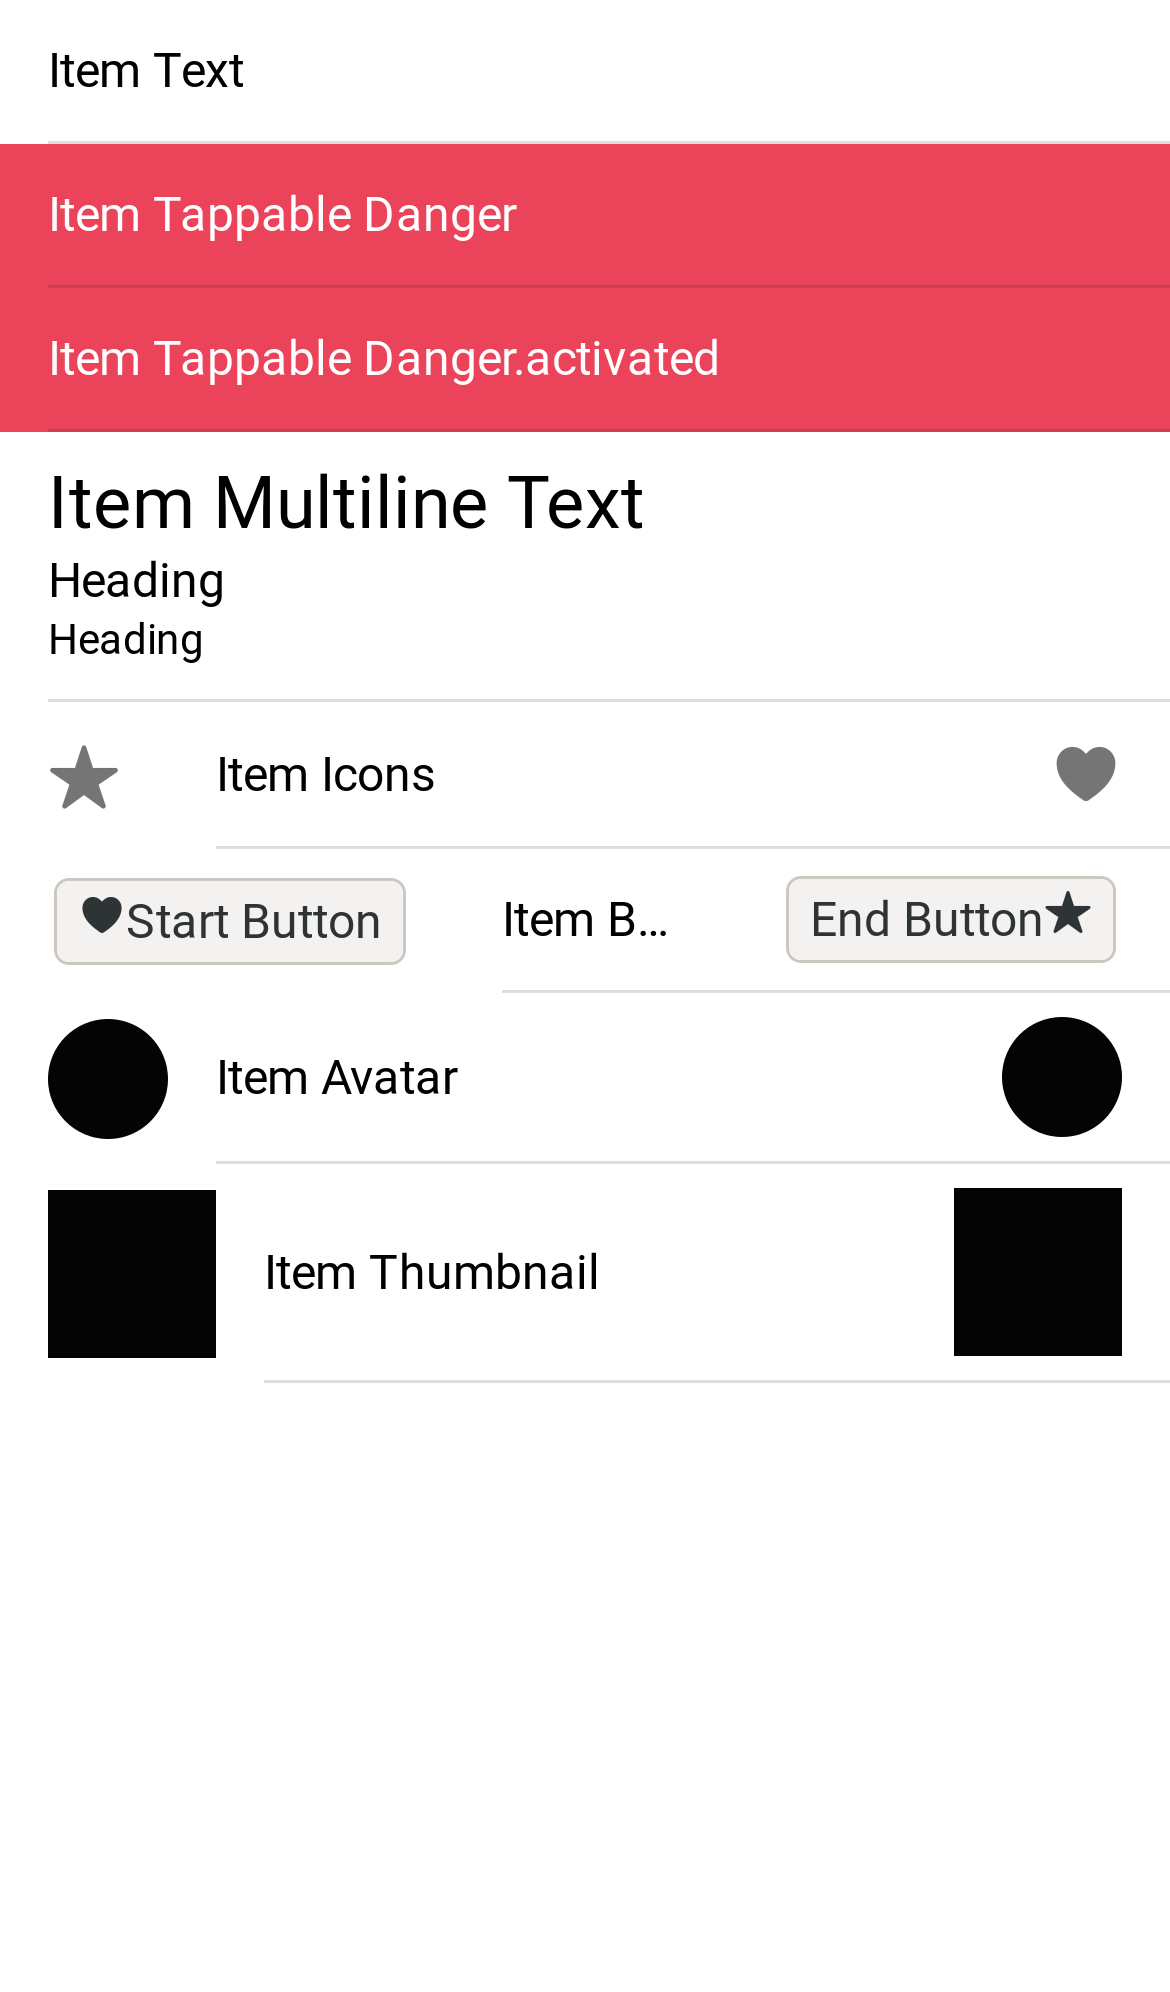 Item Text
Item Tappable Danger
Item Tappable Danger.activated
Item Multiline Text
Heading
Heading
Item Icons
Start Button Item B... End Button
Item Avatar
Item Thumbnail